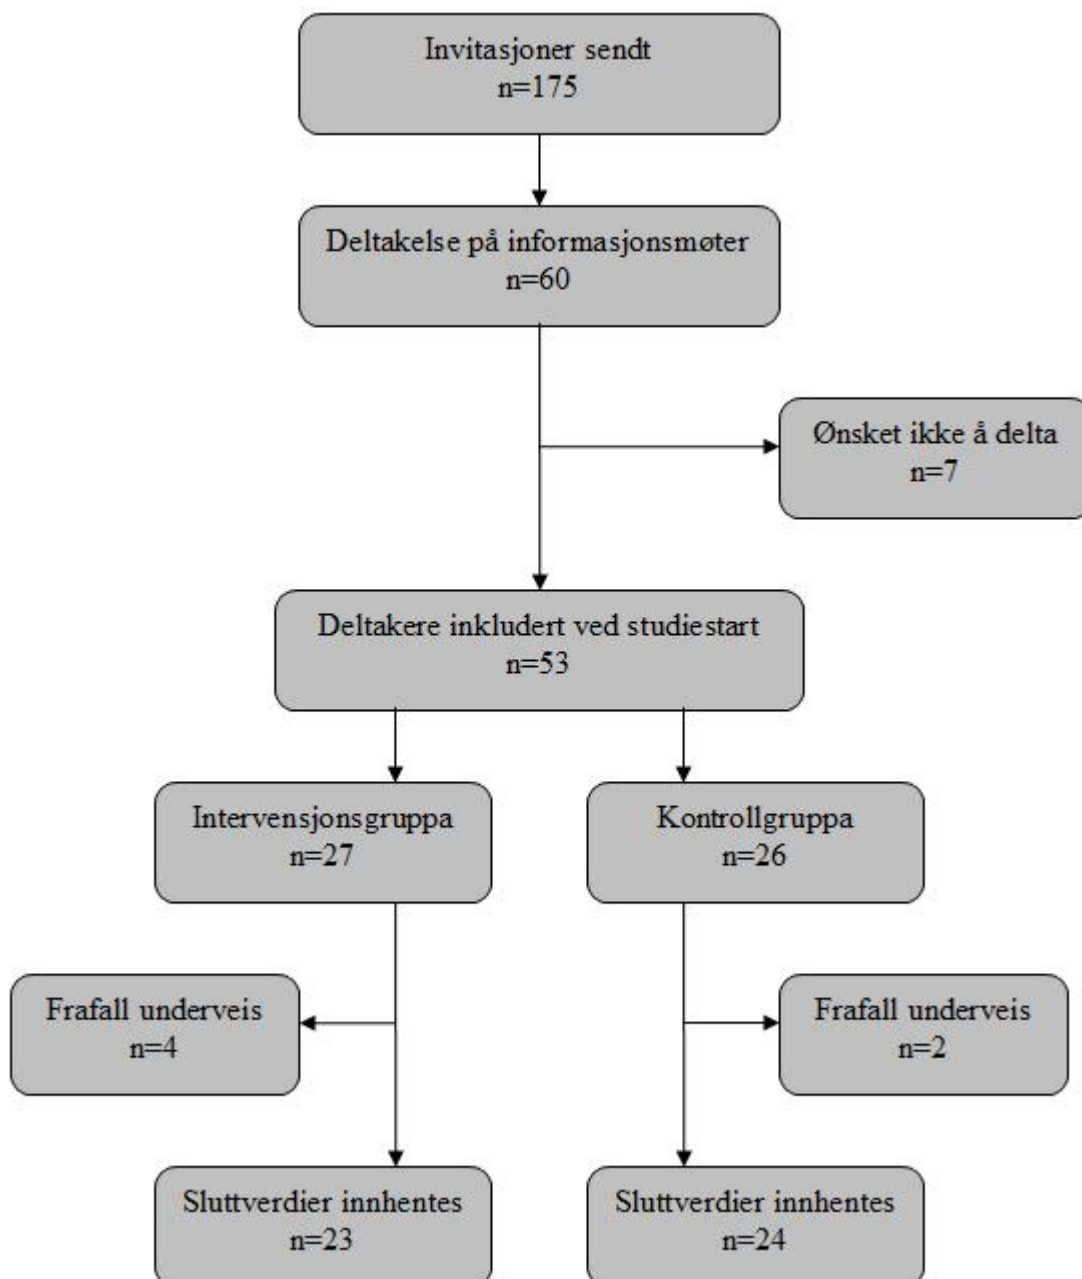 Invitasjoner sendt
n=175
Deltakelse på informasjonsmøter
n=60
Ønsket ikke å delta
n=7
Deltakere inkludert ved studiestart
n=53
Intervensjonsgruppa
n=27
Kontrollgruppa
n=26
Frafall underveis
n=4
Frafall underveis
n=2
Sluttverdier innhentes
n=23
Sluttverdier innhentes
n=24